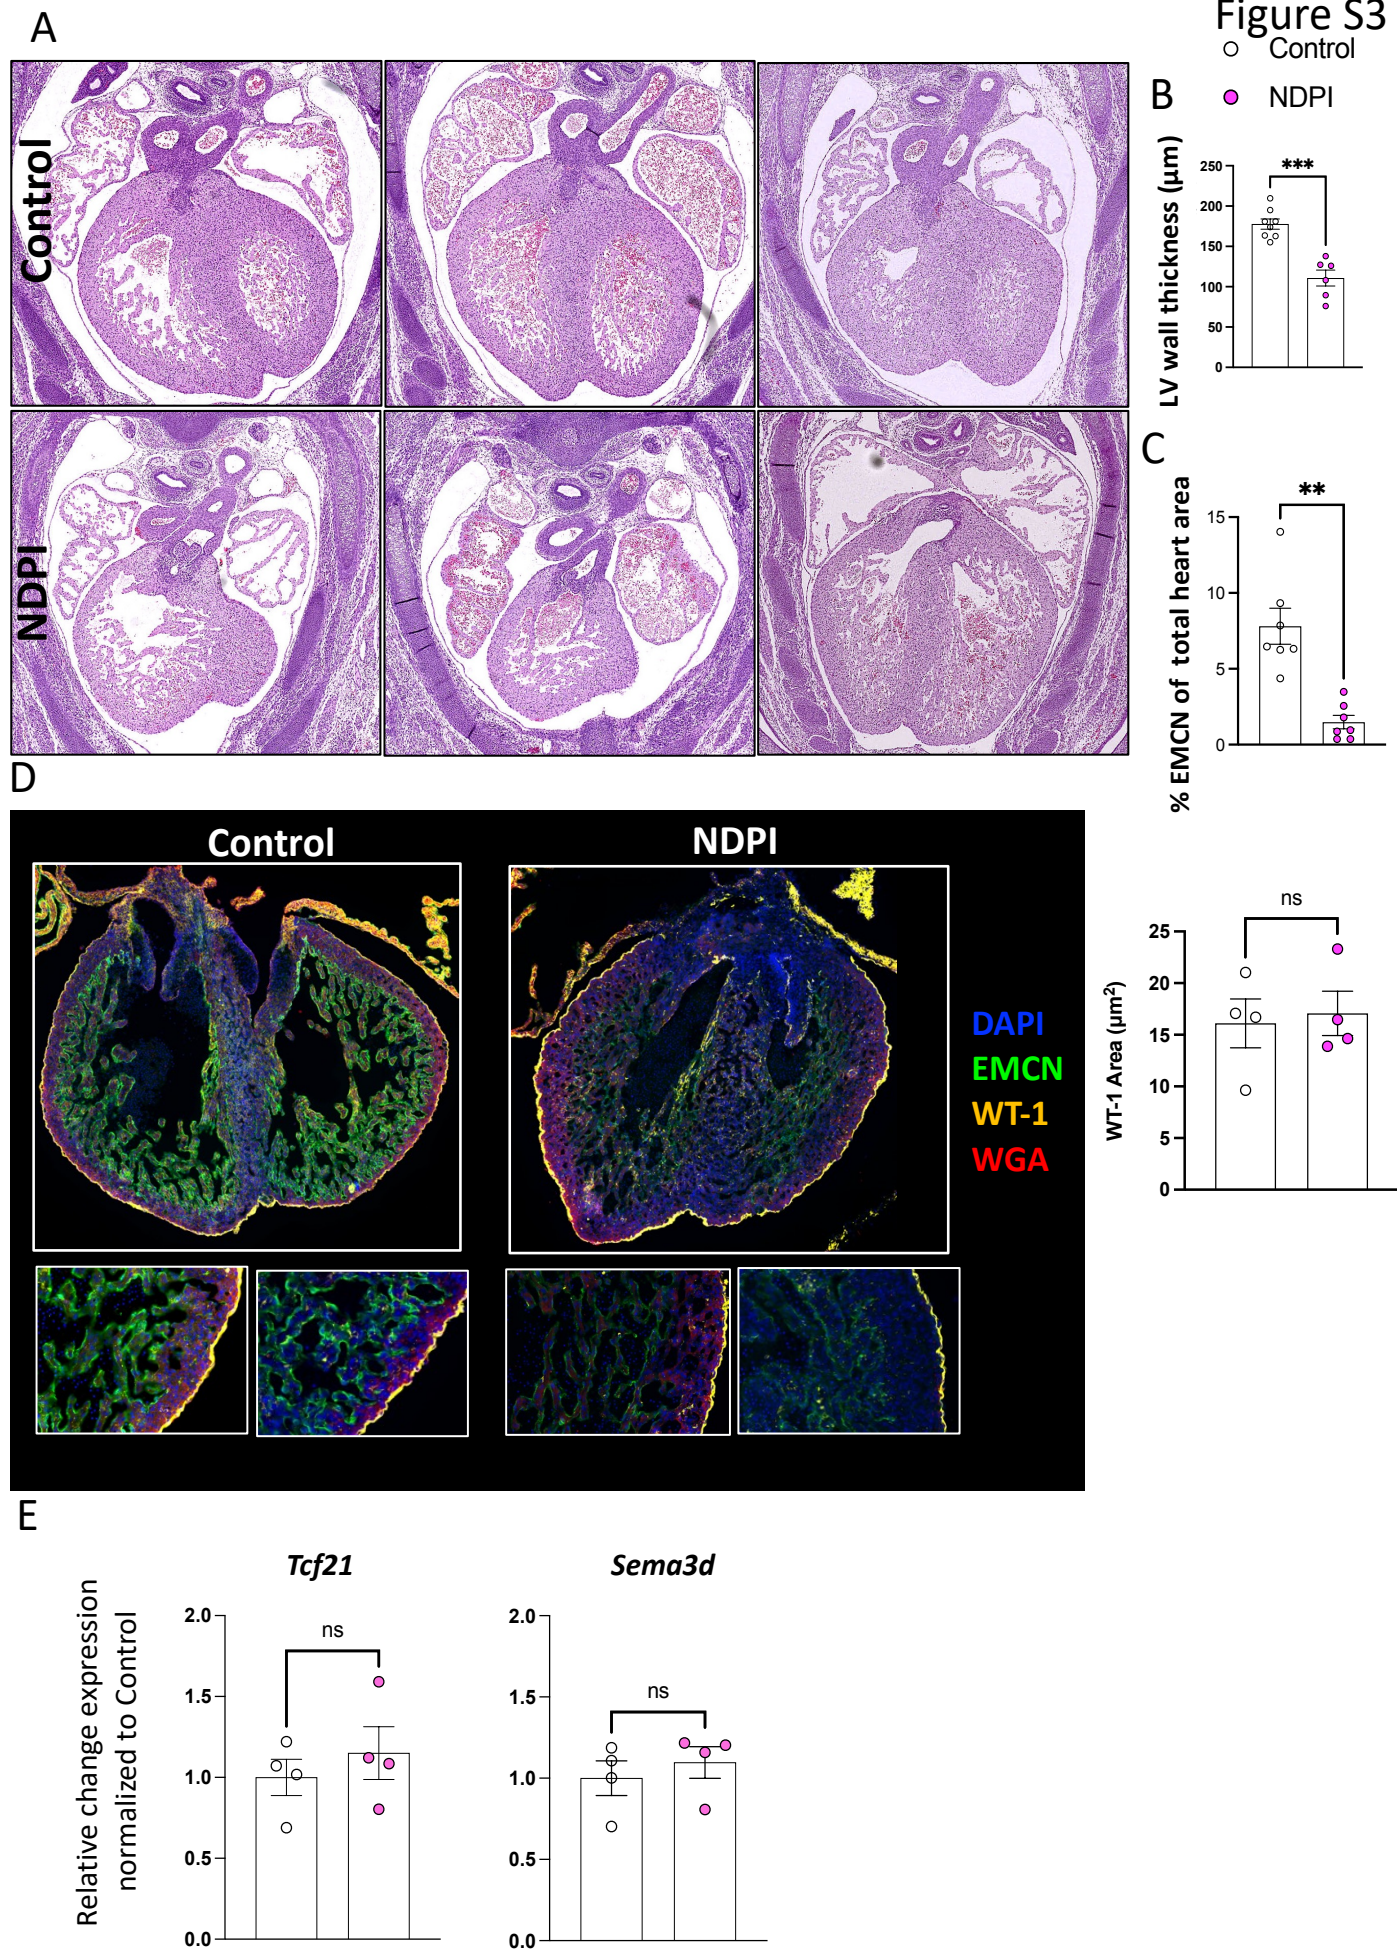 Figure S3
A
Control
NDPI
Control
NDPI
B
LV wall thickness (µm)
250
200
150
100
50
0
***
C
% EMCN of total heart area
15
10
5
0
**
D
Control
NDPI
DAPI
EMCN
WT-1
WGA
WT-1 Area (µm²)
25
20
15
10
5
0
ns
E
Relative change expression
normalized to Control
Tcf21
2.0
1.5
1.0
0.5
0.0
ns
Sema3d
2.0
1.5
1.0
0.5
0.0
ns